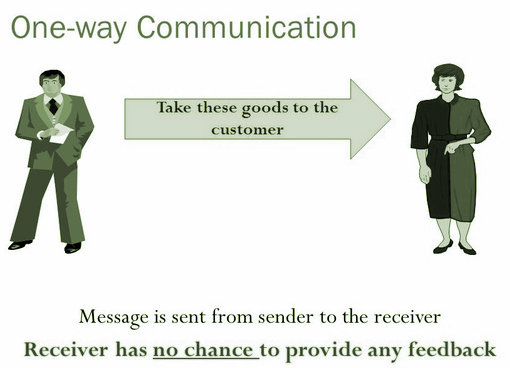 One-way Communication
Take these goods to the
customer
Message is sent from sender to the receiver
Receiver has no chance to provide any feedback